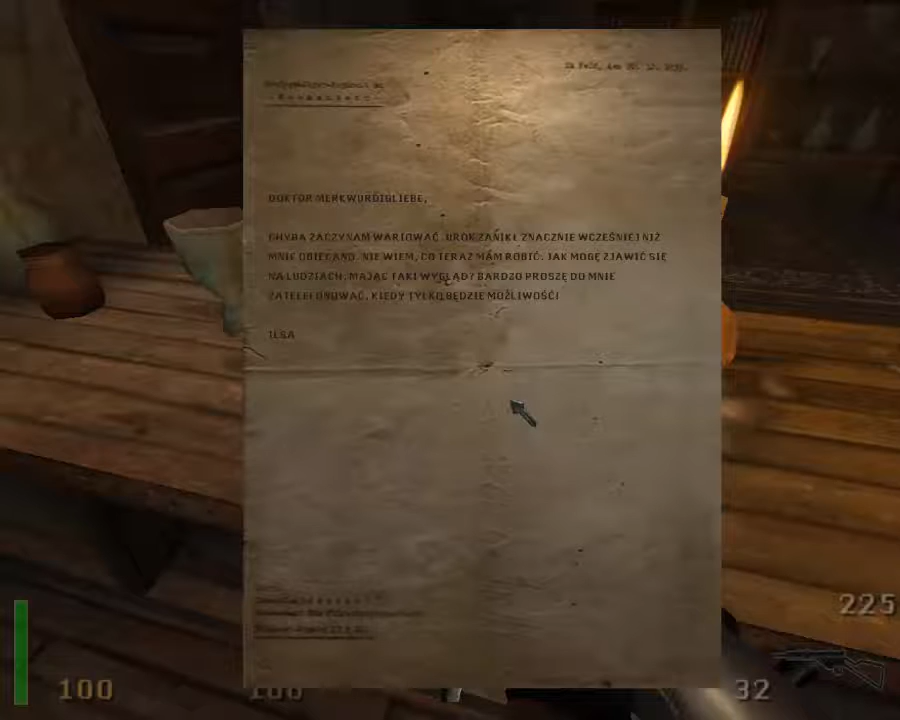 DOKTOR MERKWURDIGLIEBE,
CHYBA ZACZYNAM WARIOWAĆ. UROK ZANIKŁ ZNACZNIE WCZEŚNIEJ NIŻ
MNIE OBIECANO. NIE WIEM, CO TERAZ MAM ROBIĆ. JAK MOGĘ ZJAWIĆ SIĘ
NA LUDZIACH, MAJĄC TAKI WYGLĄD? BARDZO PROSZĘ DO MNIE
ZATELEFONOWAĆ, KIEDY TYLKO BĘDZIE MOŻLIWOŚĆ!
ILSA
225
100
100
32